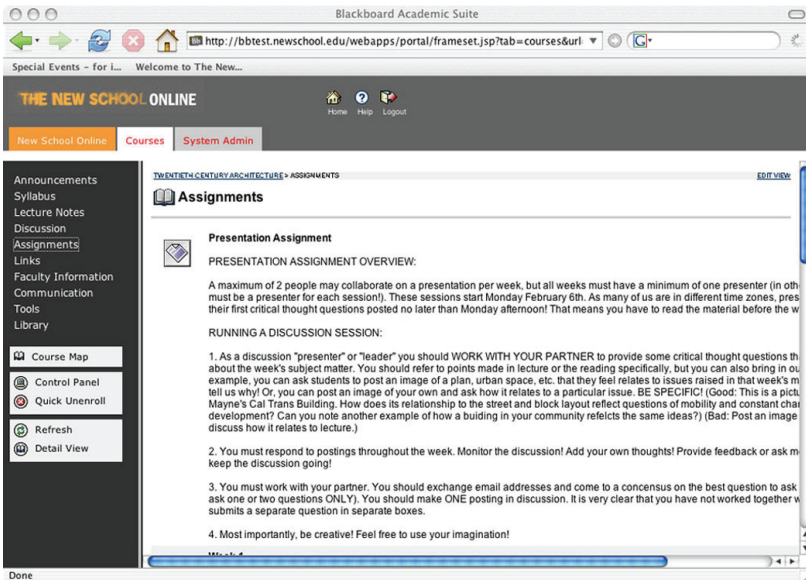 Blackboard Academic Suite
http://bbtest.newschool.edu/webapps/portal/frameset.jsp?tab=courses&url
Special Events – for i... Welcome to The New...
THE NEW SCHOOL ONLINE
Home Help Logout
New School Online Courses System Admin
Announcements
Syllabus
Lecture Notes
Discussion
Assignments
Links
Faculty Information
Communication
Tools
Library
Course Map
Control Panel
Quick Unenroll
Refresh
Detail View
TWENTIETH CENTURY ARCHITECTURE > ASSIGNMENTS EDIT VIEW
Assignments
Presentation Assignment
PRESENTATION ASSIGNMENT OVERVIEW:
A maximum of 2 people may collaborate on a presentation per week, but all weeks must have a minimum of one presenter (in oth
must be a presenter for each session!). These sessions start Monday February 6th. As many of us are in different time zones, pres
their first critical thought questions posted no later than Monday afternoon! That means you have to read the material before the w
RUNNING A DISCUSSION SESSION:
1. As a discussion "presenter" or "leader" you should WORK WITH YOUR PARTNER to provide some critical thought questions th
about the week's subject matter. You should refer to points made in lecture or the reading specifically, but you can also bring in ou
example, you can ask students to post an image of a plan, urban space, etc. that they feel relates to issues raised in that week's m
tell us why! Or, you can post an image of your own and ask how it relates to a particular issue. BE SPECIFIC! (Good: This is a pictu
Mayne's Cal Trans Building. How does its relationship to the street and block layout reflect questions of mobility and constant chan
development? Can you note another example of how a buiding in your community refelcts the same ideas?) (Bad: Post an image
discuss how it relates to lecture.)
2. You must respond to postings throughout the week. Monitor the discussion! Add your own thoughts! Provide feedback or ask m
keep the discussion going!
3. You must work with your partner. You should exchange email addresses and come to a concensus on the best question to ask
ask one or two questions ONLY). You should make ONE posting in discussion. It is very clear that you have not worked together w
submits a separate question in separate boxes.
4. Most importantly, be creative! Feel free to use your imagination!
Week 1
Done